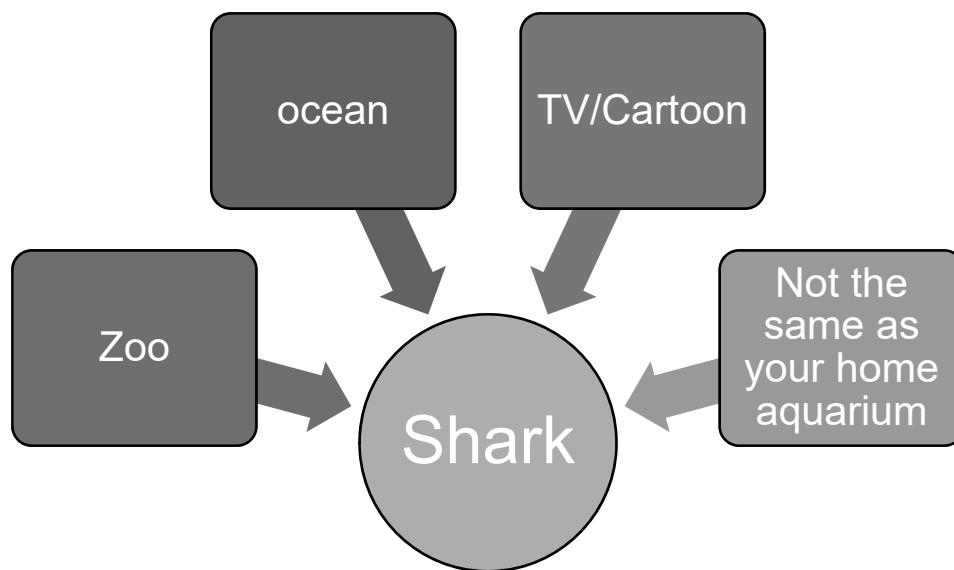 ocean
TV/Cartoon
Zoo
Not the
same as
your home
aquarium
Shark